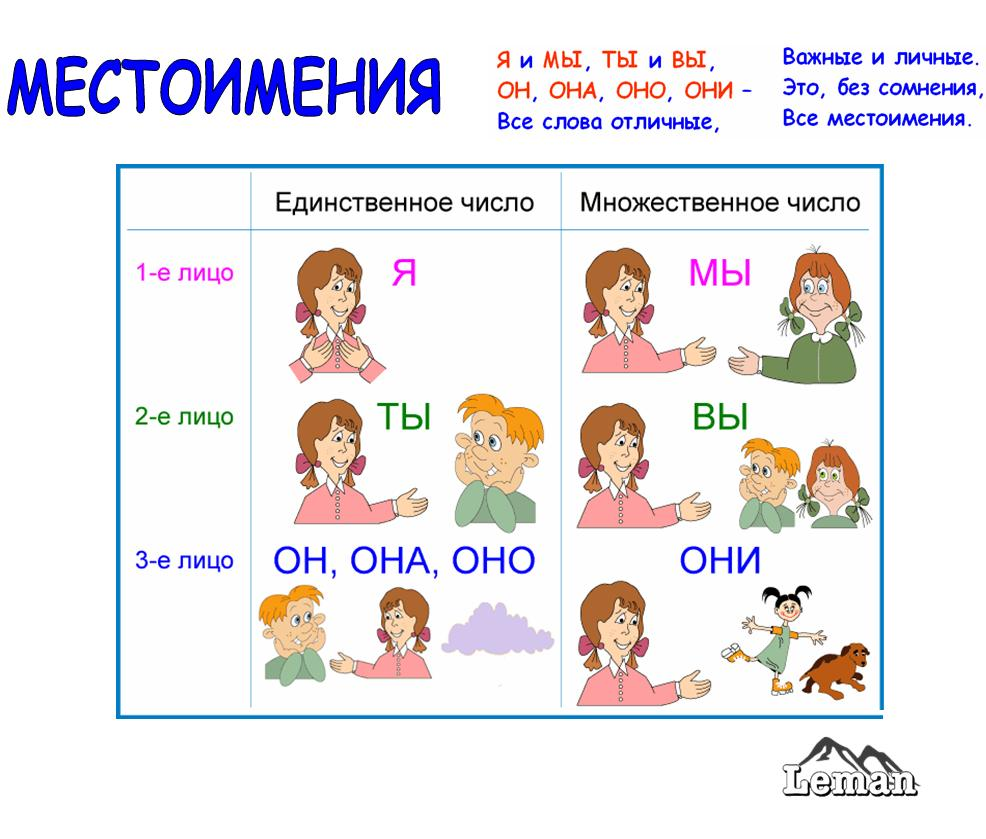 МЕСТОИМЕНИЯ
Я и МЫ, ТЫ и ВЫ,
ОН, ОНА, ОНО, ОНИ –
Все слова отличные,
Важные и личные.
Это, без сомнения,
Все местоимения.
Единственное число Множественное число
1-е лицо Я МЫ
2-е лицо ТЫ ВЫ
3-е лицо ОН, ОНА, ОНО ОНИ
Leman